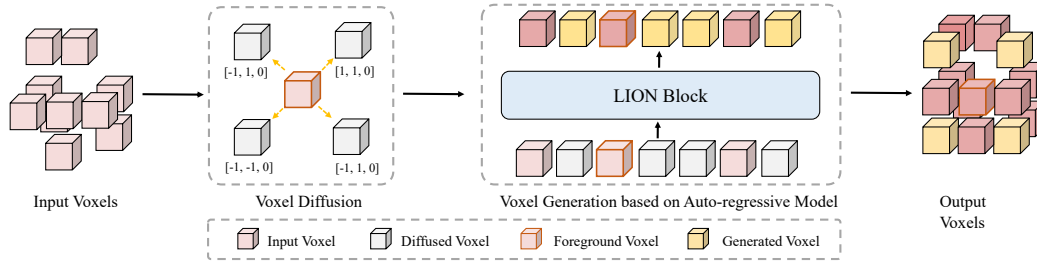 [-1, 1, 0]
[1, 1, 0]
[-1, -1, 0]
[-1, 1, 0]
LION Block
Input Voxels
Voxel Diffusion
Voxel Generation based on Auto-regressive Model
Output
Voxels
Input Voxel
Diffused Voxel
Foreground Voxel
Generated Voxel